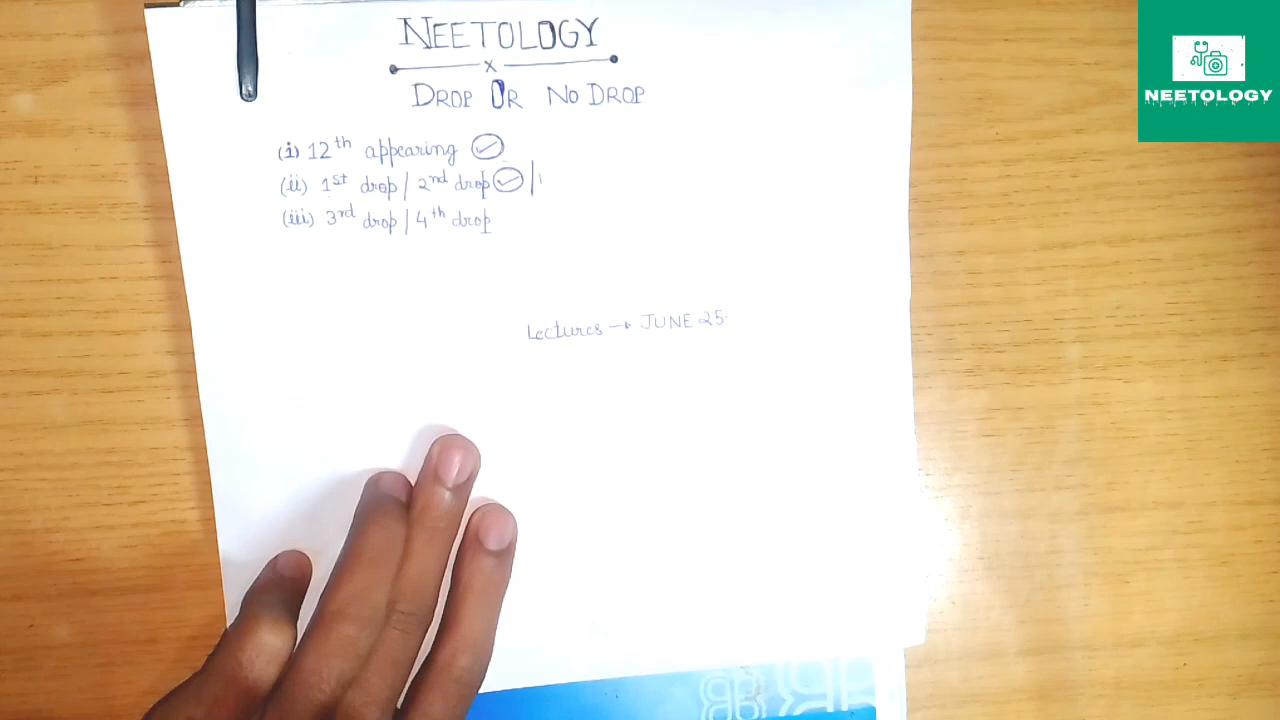 NEETOLOGY
x
DROP OR NO DROP
(i) 12th appearing
(ii) 1st drop / 2nd drop
(iii) 3rd drop / 4th drop
Lectures → JUNE 25
NEETOLOGY